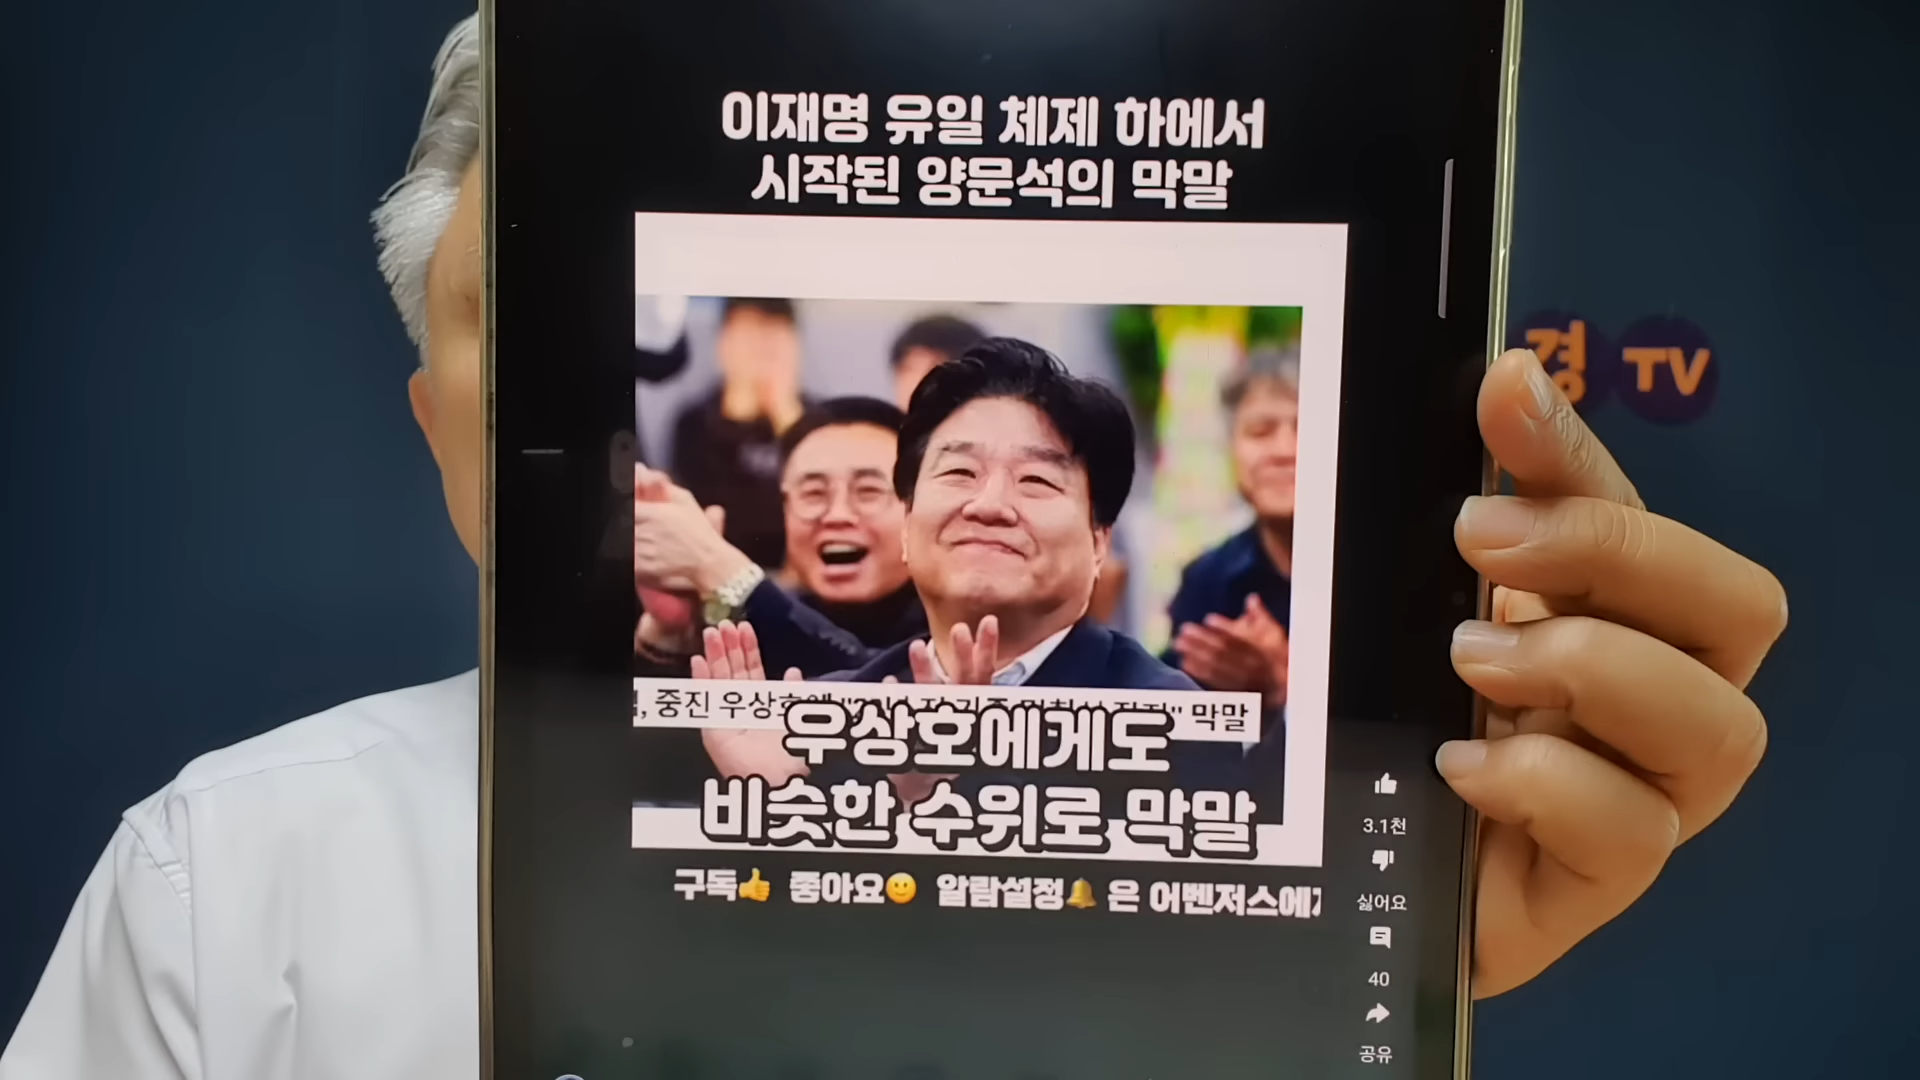 이재명 유일 체제 하에서
시작된 양문석의 막말
경 TV
, 중진 우상호에 막말
우상호에게도
비슷한 수위로 막말
구독👍 좋아요🙂 알람설정🔔 은 어벤저스에
3.1천
싫어요
40
공유